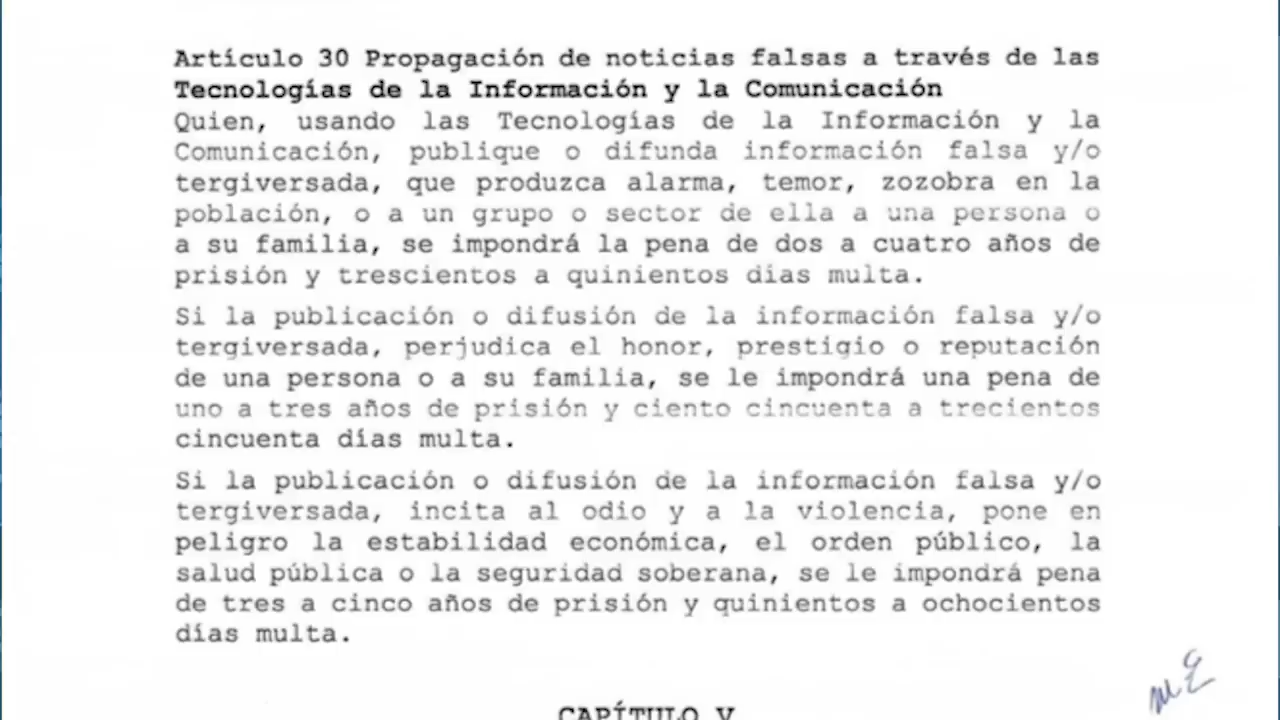 Artículo 30 Propagación de noticias falsas a través de las
Tecnologías de la Información y la Comunicación
Quien, usando las Tecnologías de la Información y la
Comunicación, publique o difunda información falsa y/o
tergiversada, que produzca alarma, temor, zozobra en la
población, o a un grupo o sector de ella a una persona o
a su familia, se impondrá la pena de dos a cuatro años de
prisión y trescientos a quinientos días multa.
Si la publicación o difusión de la información falsa y/o
tergiversada, perjudica el honor, prestigio o reputación
de una persona o a su familia, se le impondrá una pena de
uno a tres años de prisión y ciento cincuenta a trecientos
cincuenta días multa.
Si la publicación o difusión de la información falsa y/o
tergiversada, incita al odio y a la violencia, pone en
peligro la estabilidad económica, el orden público, la
salud pública o la seguridad soberana, se le impondrá pena
de tres a cinco años de prisión y quinientos a ochocientos
días multa.
CAPÍTULO V